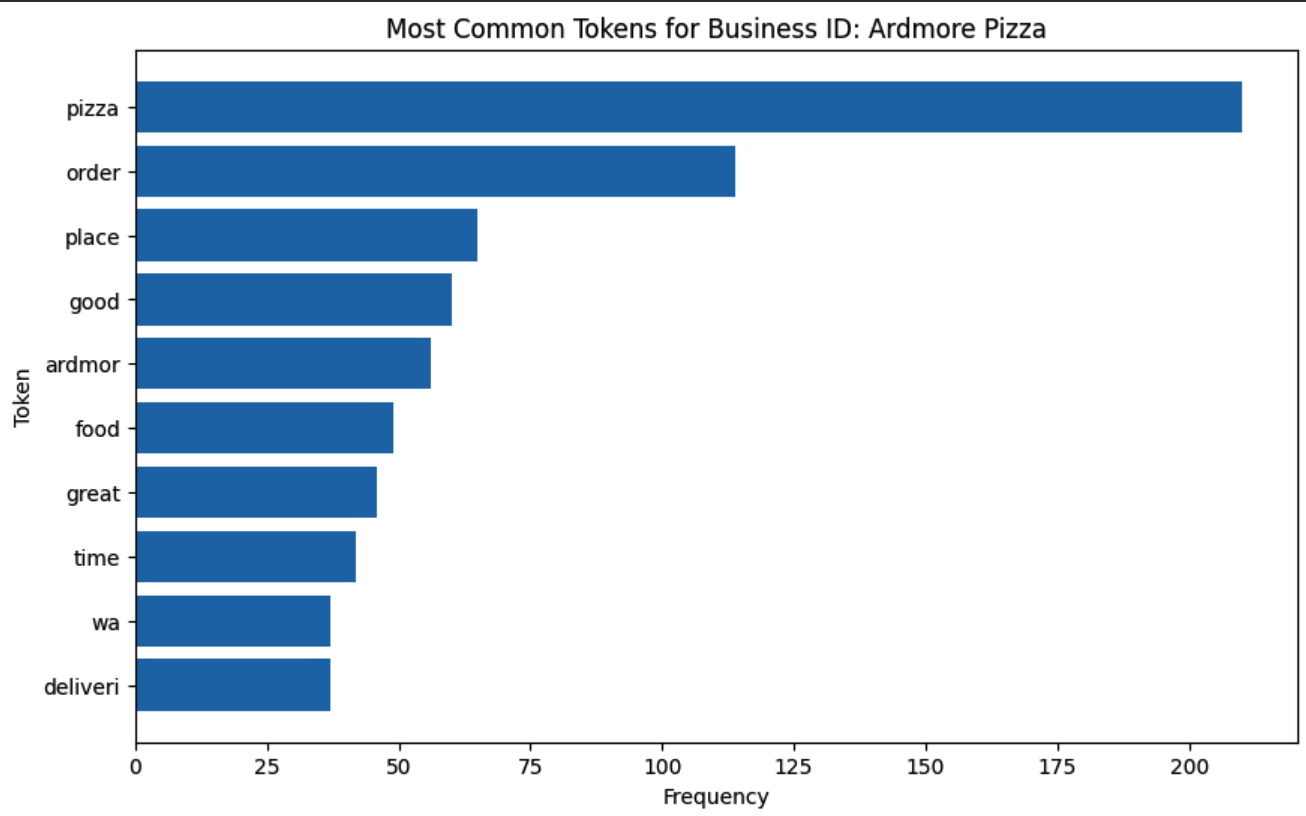 Most Common Tokens for Business ID: Ardmore Pizza
pizza
order
place
good
ardmor
food
great
time
wa
deliveri
Token
0 25 50 75 100 125 150 175 200
Frequency